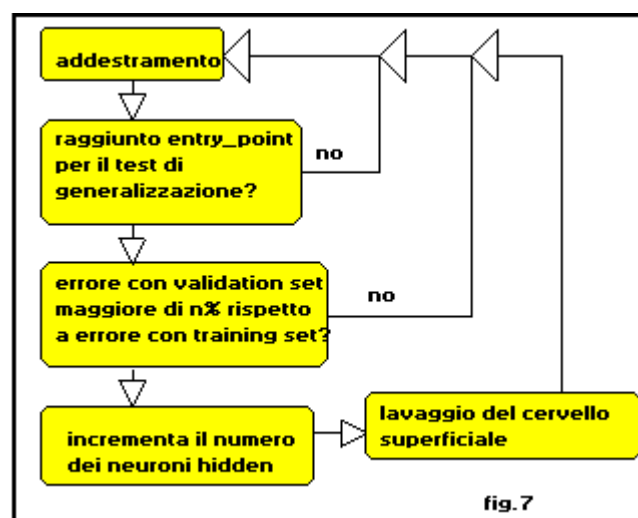 addestramento
raggiunto entry_point
per il test di
generalizzazione?
no
errore con validation set
maggiore di n% rispetto
a errore con training set?
no
incrementa il numero
dei neuroni hidden
lavaggio del cervello
superficiale
fig.7